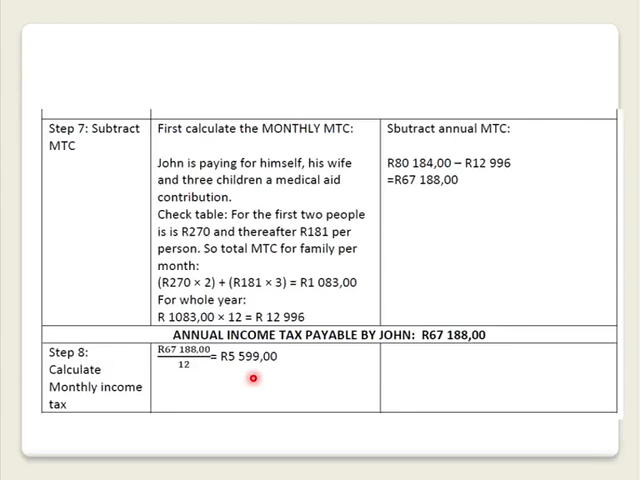 Step 7: Subtract
MTC
First calculate the MONTHLY MTC:
John is paying for himself, his wife
and three children a medical aid
contribution.
Check table: For the first two people
is is R270 and thereafter R181 per
person. So total MTC for family per
month:
(R270 × 2) + (R181 × 3) = R1 083,00
For whole year:
R 1083,00 × 12 = R 12 996
Sbutract annual MTC:
R80 184,00 – R12 996
=R67 188,00
ANNUAL INCOME TAX PAYABLE BY JOHN: R67 188,00
Step 8:
Calculate
Monthly income
tax
R67 188,00
12
= R5 599,00